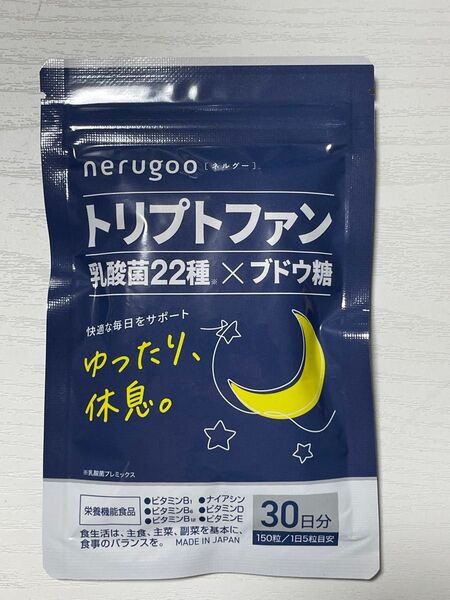 nerugoo [ネルグー]
トリプトファン
乳酸菌22種※×ブドウ糖
快適な毎日をサポート
ゆったり、
休息。
※乳酸菌プレミックス
栄養機能食品
●ビタミンB1 ●ナイアシン
●ビタミンB6 ●ビタミンD
●ビタミンB12 ●ビタミンE
30日分
150粒/1日5粒目安
食生活は、主食、主菜、副菜を基本に、
食事のバランスを。 MADE IN JAPAN